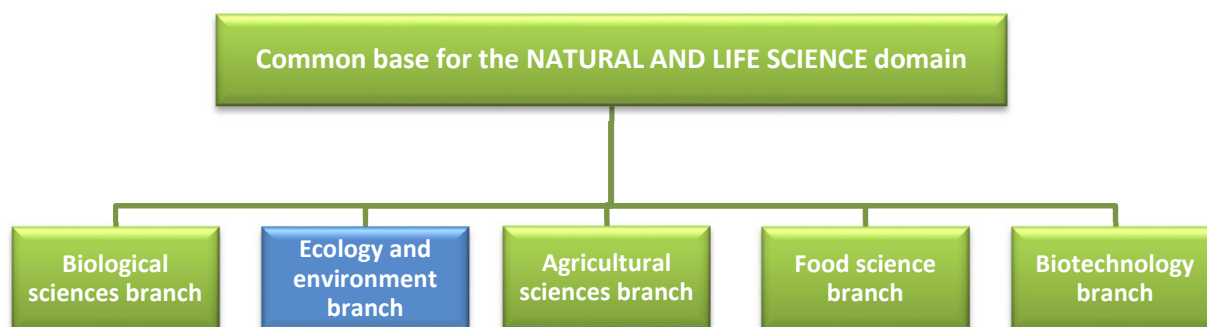 Common base for the NATURAL AND LIFE SCIENCE domain
Biological
sciences branch
Ecology and
environment
branch
Agricultural
sciences branch
Food science
branch
Biotechnology
branch